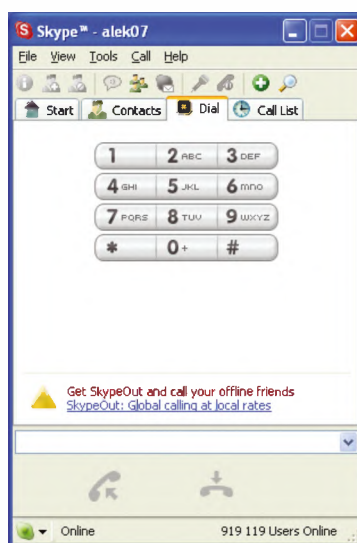 Skype™ - alek07
File View Tools Call Help
Start Contacts Dial Call List
1 2 ABC 3 DEF
4 GHI 5 JKL 6 mno
7 PQRS 8 TUV 9 WXYZ
* 0 + #
Get SkypeOut and call your offline friends
SkypeOut: Global calling at local rates
Online 919 119 Users Online